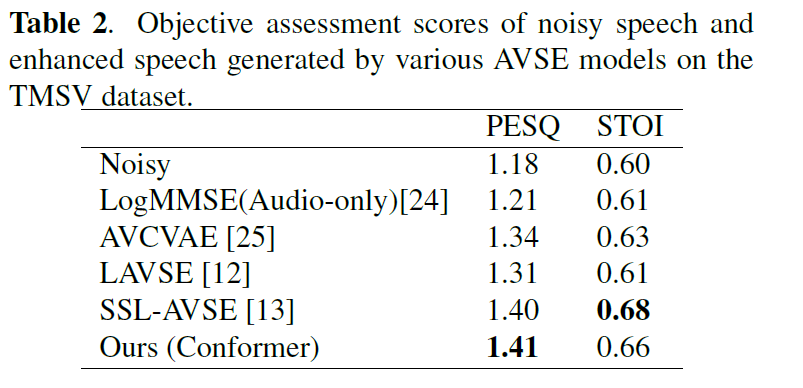 Table 2. Objective assessment scores of noisy speech and
enhanced speech generated by various AVSE models on the
TMSV dataset.
PESQ STOI
Noisy 1.18 0.60
LogMMSE(Audio-only)[24] 1.21 0.61
AVCVAE [25] 1.34 0.63
LAVSE [12] 1.31 0.61
SSL-AVSE [13] 1.40 0.68
Ours (Conformer) 1.41 0.66